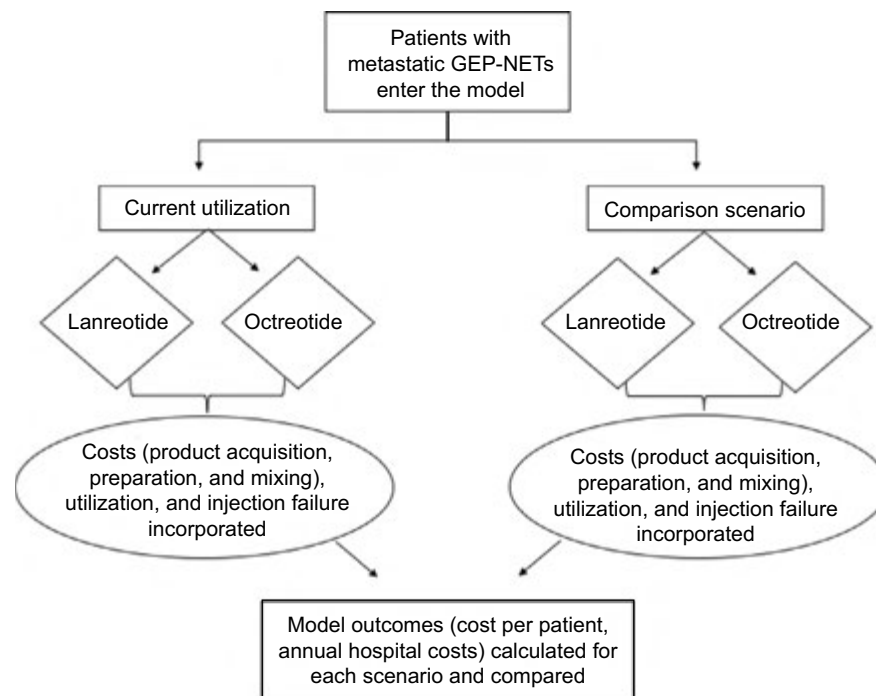 Patients with
metastatic GEP-NETs
enter the model
Current utilization
Comparison scenario
Lanreotide
Octreotide
Lanreotide
Octreotide
Costs (product acquisition,
preparation, and mixing),
utilization, and injection failure
incorporated
Costs (product acquisition,
preparation, and mixing),
utilization, and injection failure
incorporated
Model outcomes (cost per patient,
annual hospital costs) calculated for
each scenario and compared